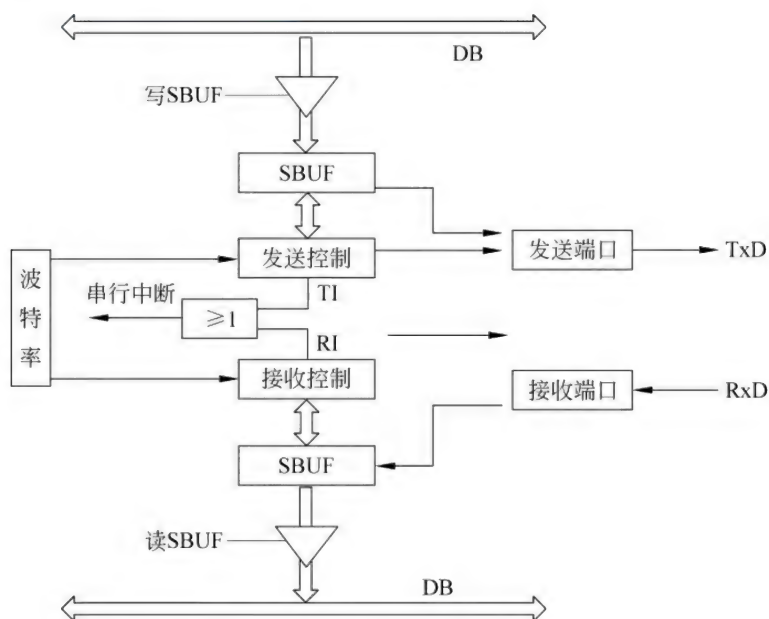 DB
写SBUF
SBUF
发送控制
发送端口
TxD
波特率
串行中断
TI
≥1
RI
接收控制
接收端口
RxD
SBUF
读SBUF
DB